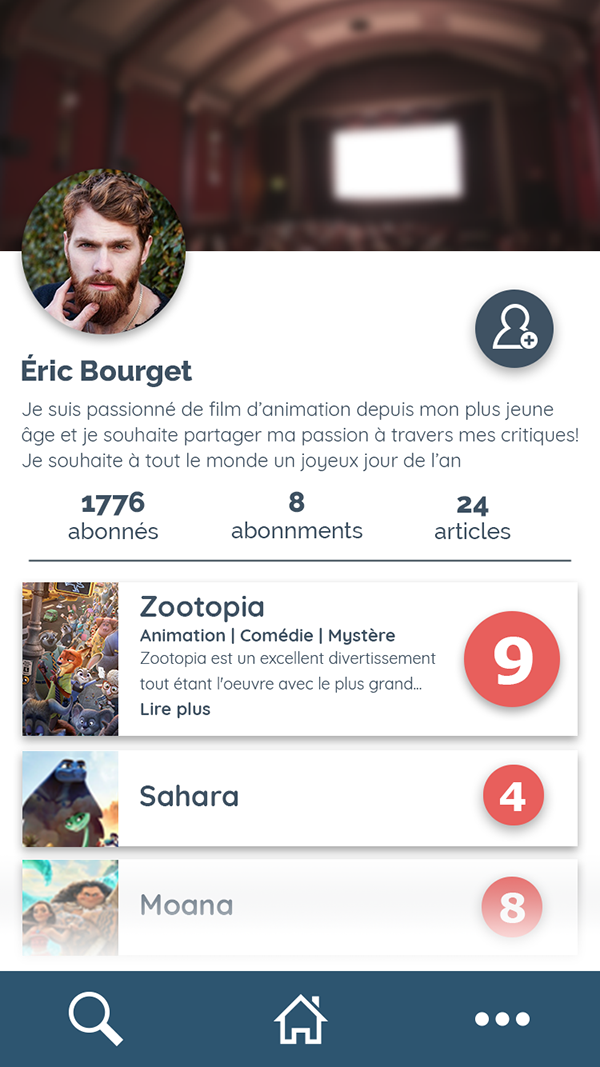 Éric Bourget
Je suis passionné de film d’animation depuis mon plus jeune
âge et je souhaite partager ma passion à travers mes critiques!
Je souhaite à tout le monde un joyeux jour de l’an
1776 8 24
abonnés abonnments articles
Zootopia
Animation | Comédie | Mystère
Zootopia est un excellent divertissement
tout étant l'oeuvre avec le plus grand...
Lire plus
9
Sahara
4
Moana
8